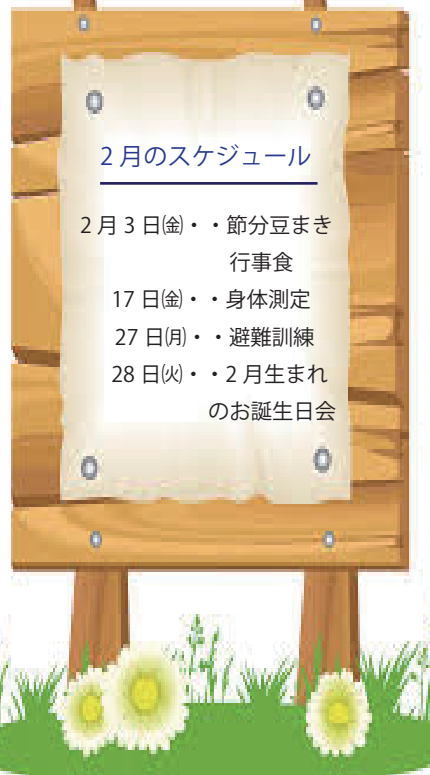 2月のスケジュール
2月3日㈮・・節分豆まき
行事食
17日㈮・・身体測定
27日㈪・・避難訓練
28日㈫・・2月生まれ
のお誕生日会